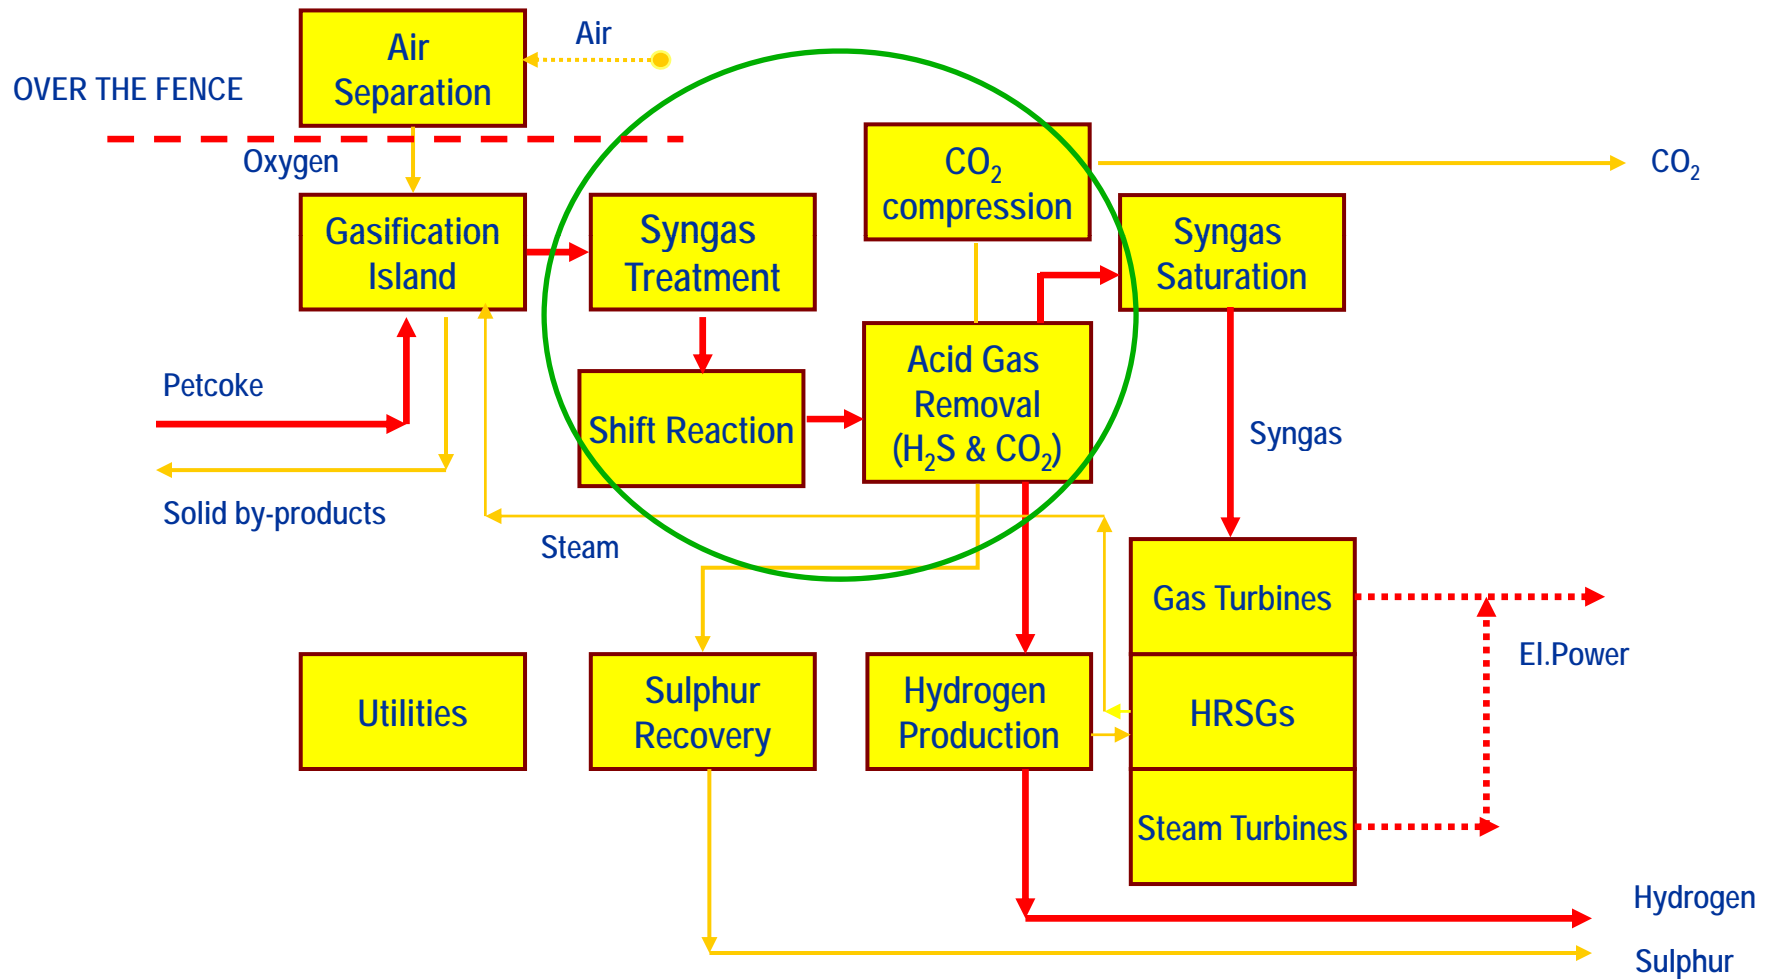 Air
Separation
Air
OVER THE FENCE
Oxygen
CO₂
compression
CO₂
Gasification
Island
Syngas
Treatment
Syngas
Saturation
Petcoke
Shift Reaction
Acid Gas
Removal
(H₂S & CO₂)
Syngas
Solid by-products
Steam
Gas Turbines
El.Power
Utilities
Sulphur
Recovery
Hydrogen
Production
HRSGs
Steam Turbines
Hydrogen
Sulphur